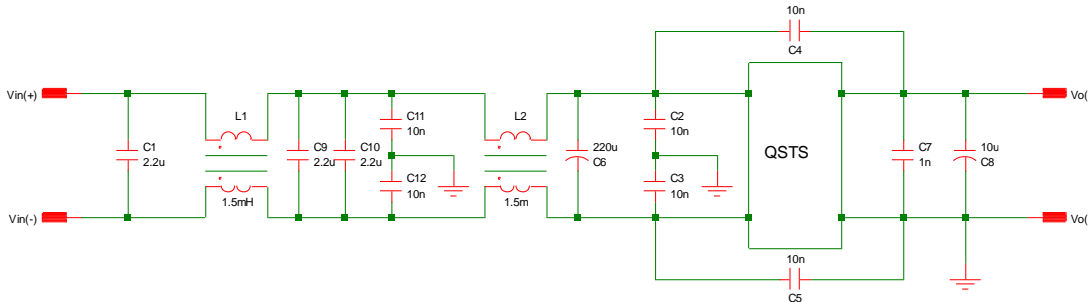 10n
C4
Vin(+)
Vo(
L1
L2
C1
2.2u
C9
2.2u
C10
2.2u
C11
10n
C12
10n
220u
C6
C2
10n
C3
10n
QSTS
C7
1n
10u
C8
1.5mH
1.5m
Vin(-)
Vo(
10n
C5